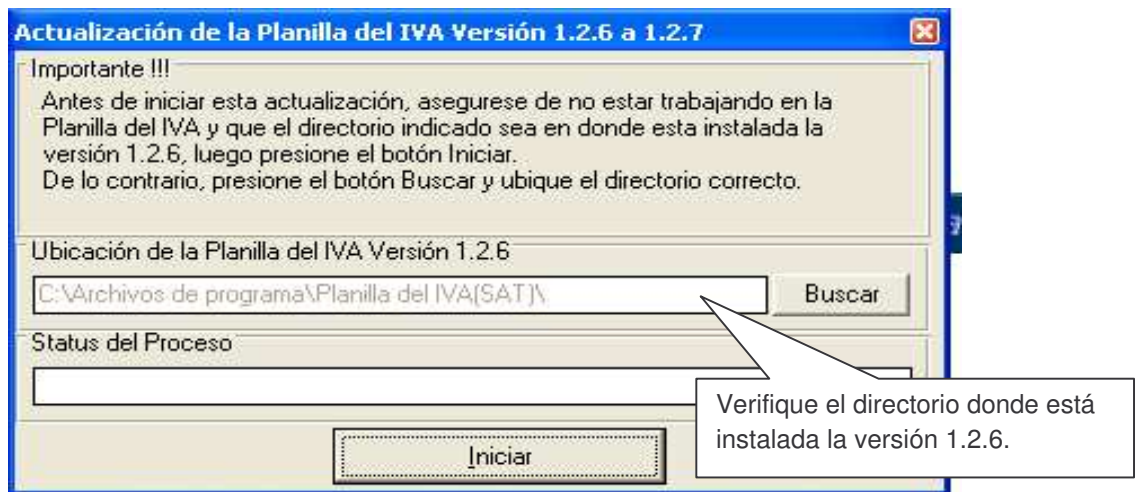 Actualización de la Planilla del IVA Versión 1.2.6 a 1.2.7
Importante !!!
Antes de iniciar esta actualización, asegurese de no estar trabajando en la
Planilla del IVA y que el directorio indicado sea en donde esta instalada la
versión 1.2.6, luego presione el botón Iniciar.
De lo contrario, presione el botón Buscar y ubique el directorio correcto.
Ubicación de la Planilla del IVA Versión 1.2.6
C:\Archivos de programa\Planilla del IVA(SAT)\
Buscar
Status del Proceso
Verifique el directorio donde está
instalada la versión 1.2.6.
Iniciar